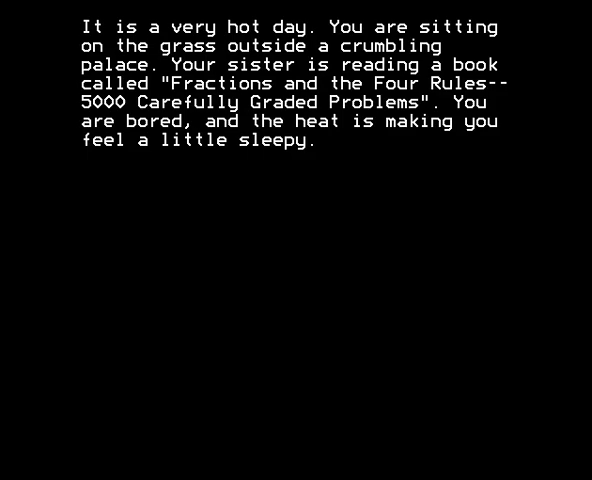 It is a very hot day. You are sitting
on the grass outside a crumbling
palace. Your sister is reading a book
called "Fractions and the Four Rules--
5000 Carefully Graded Problems". You
are bored, and the heat is making you
feel a little sleepy.